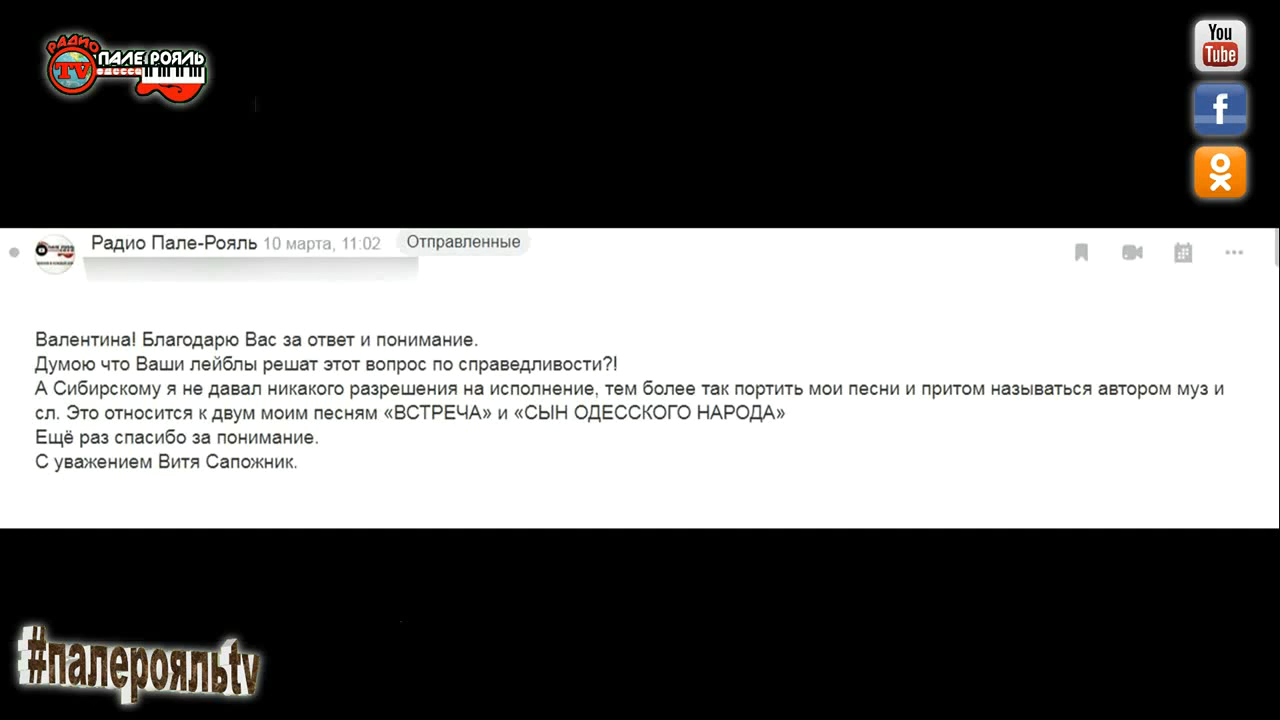 РАДИО
TV
ПАЛЕ РОЯЛЬ
одесса
You
Tube
f
Радио Пале-Рояль 10 марта, 11:02 Отправленные
Валентина! Благодарю Вас за ответ и понимание.
Думою что Ваши лейблы решат этот вопрос по справедливости?!
А Сибирскому я не давал никакого разрешения на исполнение, тем более так портить мои песни и притом называться автором муз и
сл. Это относится к двум моим песням «ВСТРЕЧА» и «СЫН ОДЕССКОГО НАРОДА»
Ещё раз спасибо за понимание.
С уважением Витя Сапожник.
#палерояльtv